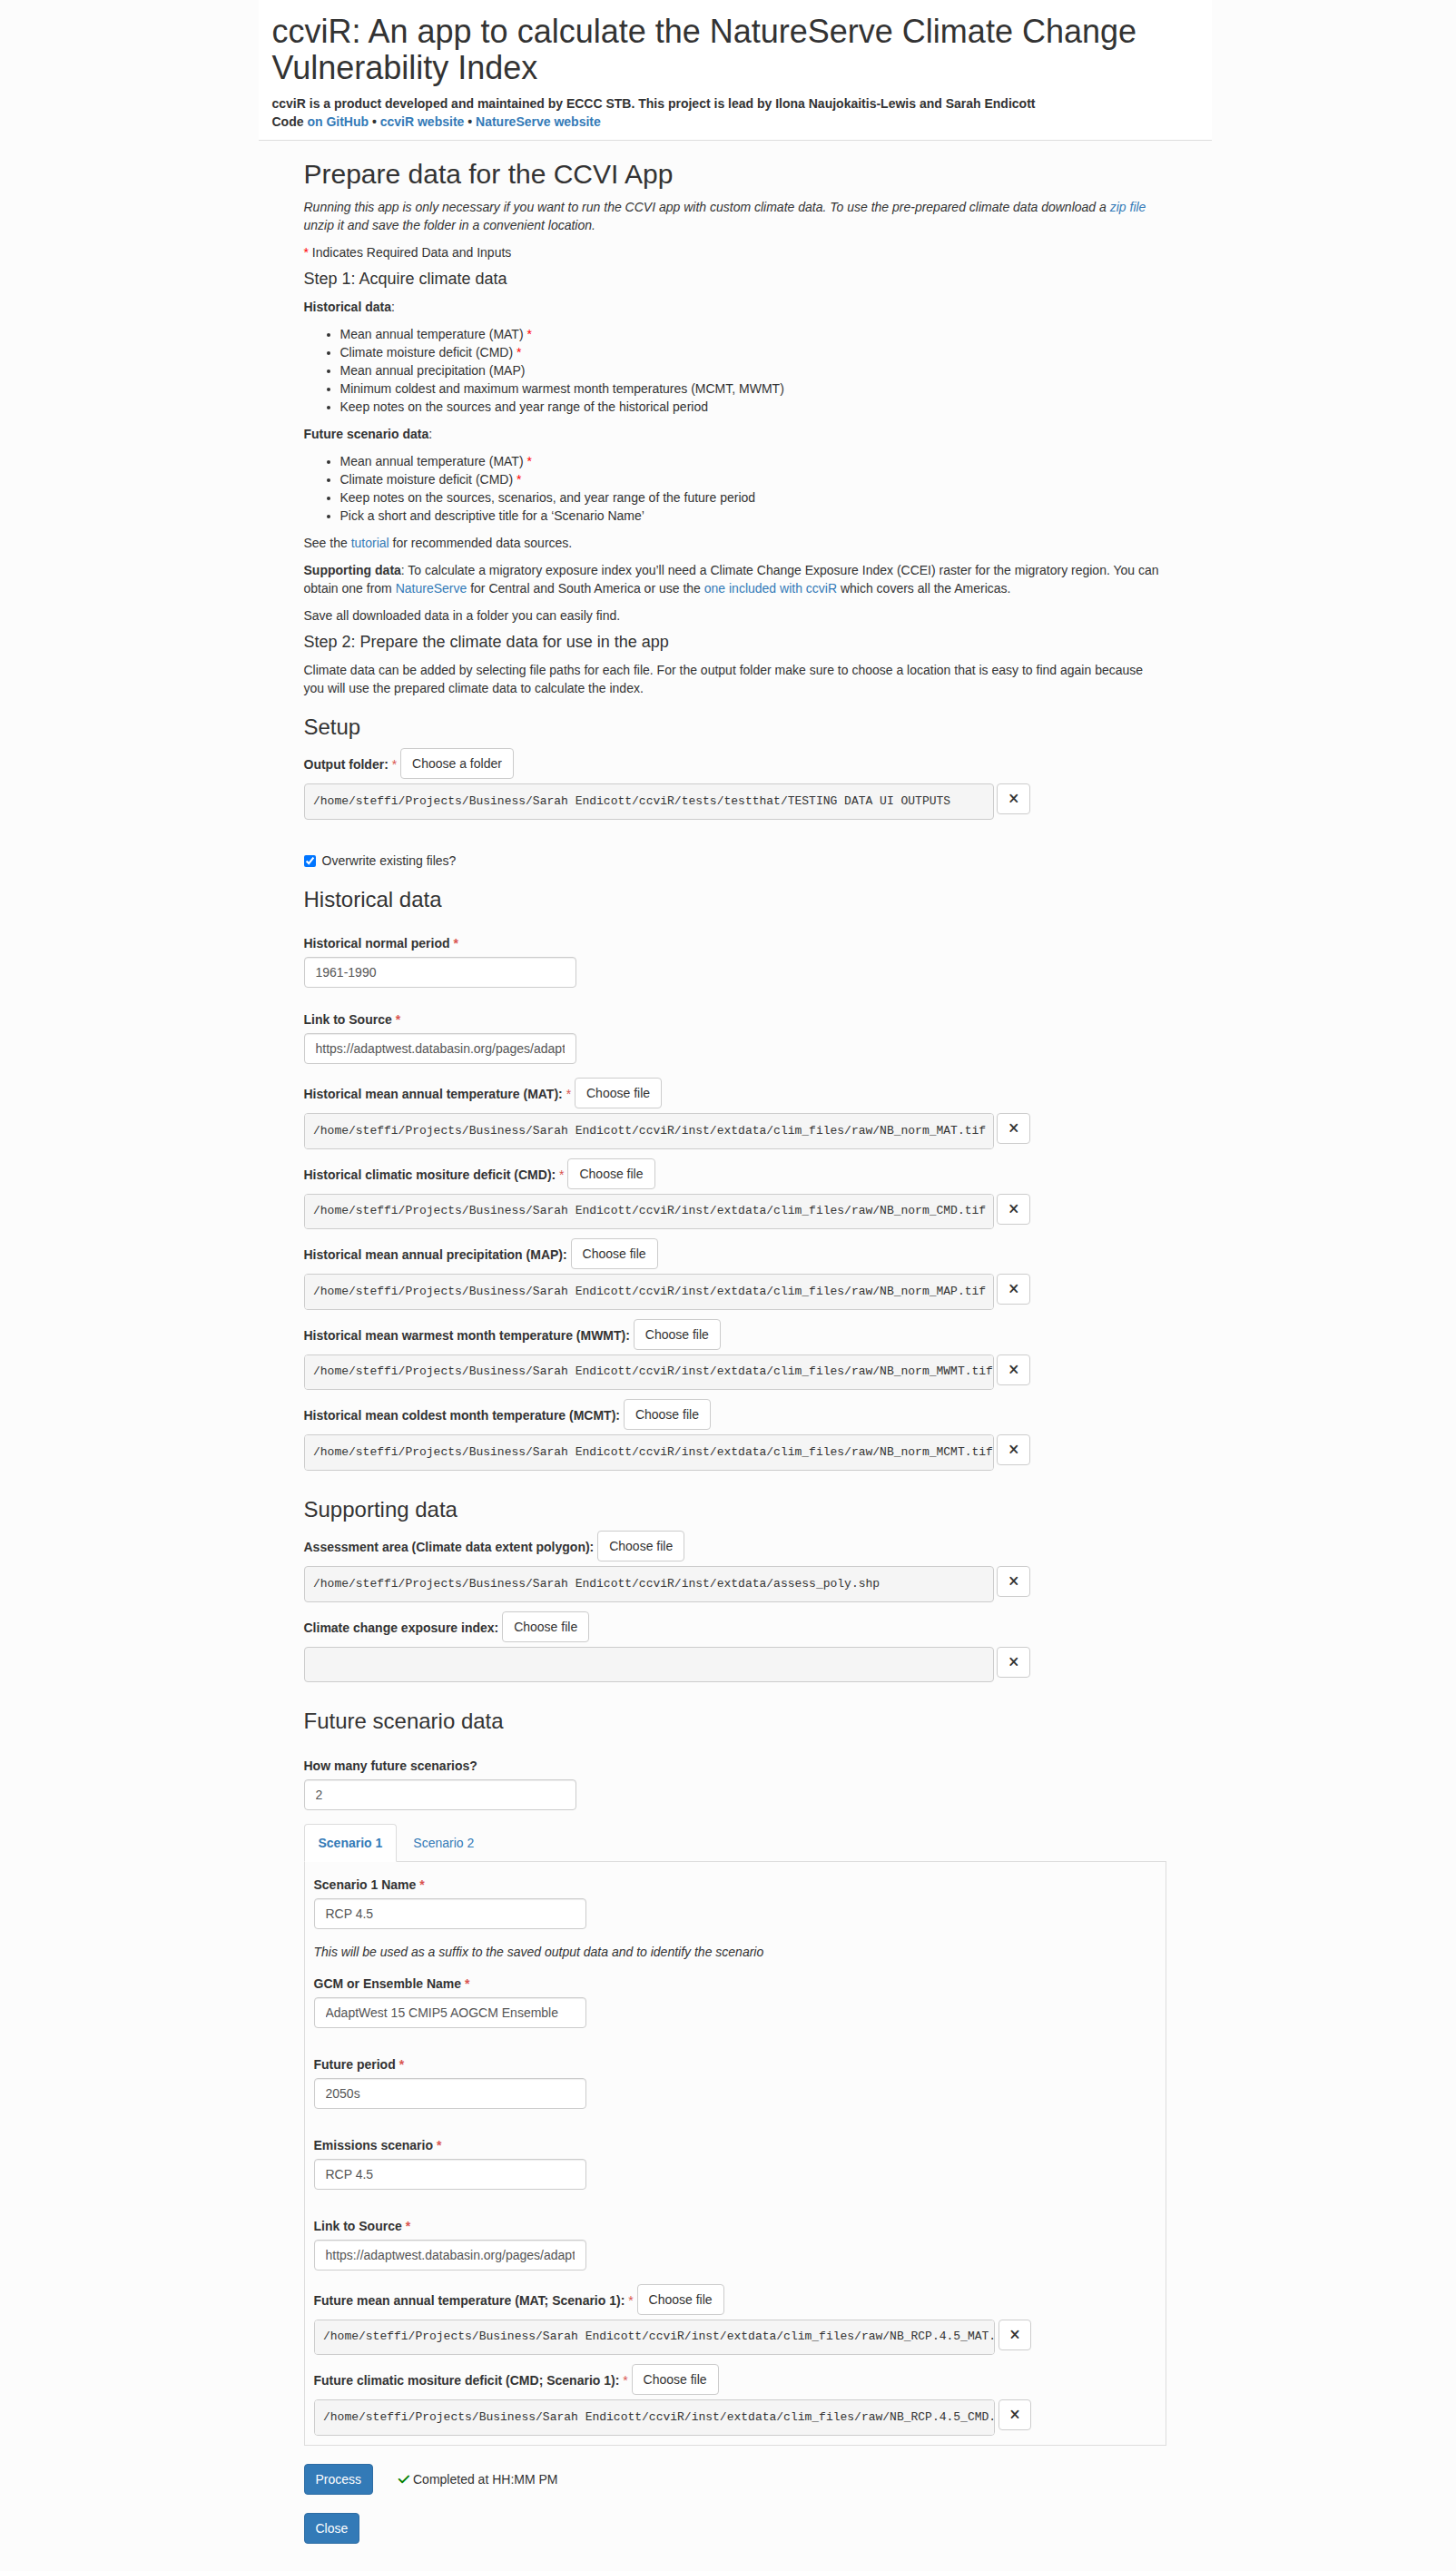 ccviR: An app to calculate the NatureServe Climate Change
Vulnerability Index
ccviR is a product developed and maintained by ECCC STB. This project is lead by Ilona Naujokaitis-Lewis and Sarah Endicott
Code on GitHub • ccviR website • NatureServe website
Prepare data for the CCVI App
Running this app is only necessary if you want to run the CCVI app with custom climate data. To use the pre-prepared climate data download a zip file
unzip it and save the folder in a convenient location.
* Indicates Required Data and Inputs
Step 1: Acquire climate data
Historical data:
• Mean annual temperature (MAT) *
• Climate moisture deficit (CMD) *
• Mean annual precipitation (MAP)
• Minimum coldest and maximum warmest month temperatures (MCMT, MWMT)
• Keep notes on the sources and year range of the historical period
Future scenario data:
• Mean annual temperature (MAT) *
• Climate moisture deficit (CMD) *
• Keep notes on the sources, scenarios, and year range of the future period
• Pick a short and descriptive title for a ‘Scenario Name’
See the tutorial for recommended data sources.
Supporting data: To calculate a migratory exposure index you’ll need a Climate Change Exposure Index (CCEI) raster for the migratory region. You can
obtain one from NatureServe for Central and South America or use the one included with ccviR which covers all the Americas.
Save all downloaded data in a folder you can easily find.
Step 2: Prepare the climate data for use in the app
Climate data can be added by selecting file paths for each file. For the output folder make sure to choose a location that is easy to find again because
you will use the prepared climate data to calculate the index.
Setup
Output folder: * Choose a folder
/home/steffi/Projects/Business/Sarah Endicott/ccviR/tests/testthat/TESTING DATA UI OUTPUTS
Overwrite existing files?
Historical data
Historical normal period *
1961-1990
Link to Source *
https://adaptwest.databasin.org/pages/adapt
Historical mean annual temperature (MAT): * Choose file
/home/steffi/Projects/Business/Sarah Endicott/ccviR/inst/extdata/clim_files/raw/NB_norm_MAT.tif
Historical climatic mositure deficit (CMD): * Choose file
/home/steffi/Projects/Business/Sarah Endicott/ccviR/inst/extdata/clim_files/raw/NB_norm_CMD.tif
Historical mean annual precipitation (MAP): Choose file
/home/steffi/Projects/Business/Sarah Endicott/ccviR/inst/extdata/clim_files/raw/NB_norm_MAP.tif
Historical mean warmest month temperature (MWMT): Choose file
/home/steffi/Projects/Business/Sarah Endicott/ccviR/inst/extdata/clim_files/raw/NB_norm_MWMT.tif
Historical mean coldest month temperature (MCMT): Choose file
/home/steffi/Projects/Business/Sarah Endicott/ccviR/inst/extdata/clim_files/raw/NB_norm_MCMT.tif
Supporting data
Assessment area (Climate data extent polygon): Choose file
/home/steffi/Projects/Business/Sarah Endicott/ccviR/inst/extdata/assess_poly.shp
Climate change exposure index: Choose file
Future scenario data
How many future scenarios?
2
Scenario 1 Scenario 2
Scenario 1 Name *
RCP 4.5
This will be used as a suffix to the saved output data and to identify the scenario
GCM or Ensemble Name *
AdaptWest 15 CMIP5 AOGCM Ensemble
Future period *
2050s
Emissions scenario *
RCP 4.5
Link to Source *
https://adaptwest.databasin.org/pages/adapt
Future mean annual temperature (MAT; Scenario 1): * Choose file
/home/steffi/Projects/Business/Sarah Endicott/ccviR/inst/extdata/clim_files/raw/NB_RCP.4.5_MAT.
Future climatic mositure deficit (CMD; Scenario 1): * Choose file
/home/steffi/Projects/Business/Sarah Endicott/ccviR/inst/extdata/clim_files/raw/NB_RCP.4.5_CMD.
Process Completed at HH:MM PM
Close